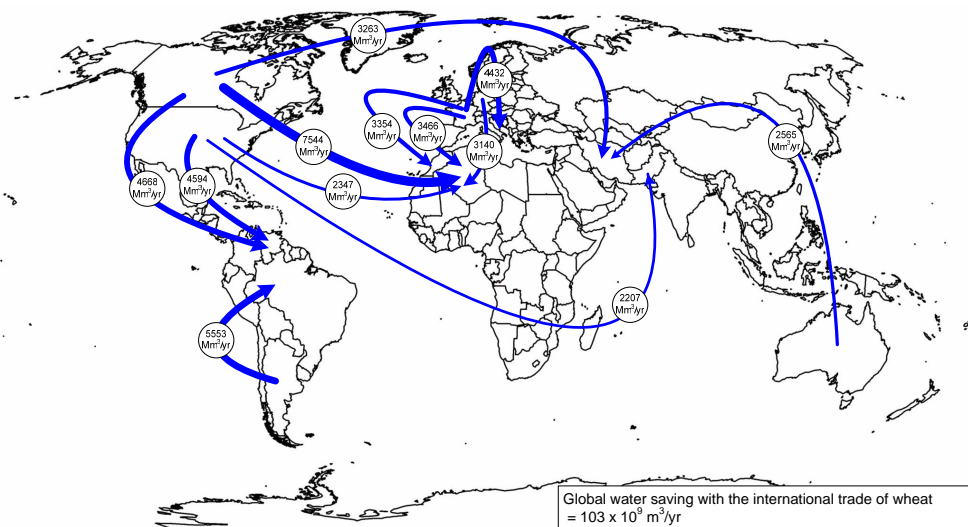 3263
Mm³/yr
4432
Mm³/yr
3354
Mm³/yr
3466
Mm³/yr
2565
Mm³/yr
7544
Mm³/yr
3140
Mm³/yr
4668
Mm³/yr
4594
Mm³/yr
2347
Mm³/yr
2207
Mm³/yr
5553
Mm³/yr
Global water saving with the international trade of wheat
= 103 x 10⁹ m³/yr